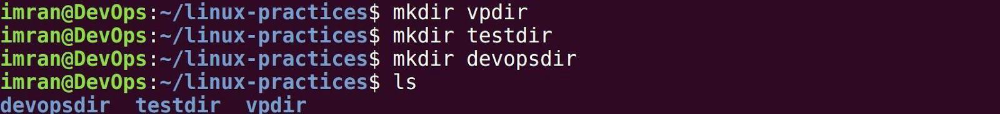 imran@DevOps:~/linux-practices$ mkdir vpdir
imran@DevOps:~/linux-practices$ mkdir testdir
imran@DevOps:~/linux-practices$ mkdir devopsdir
imran@DevOps:~/linux-practices$ ls
devopsdir  testdir  vpdir